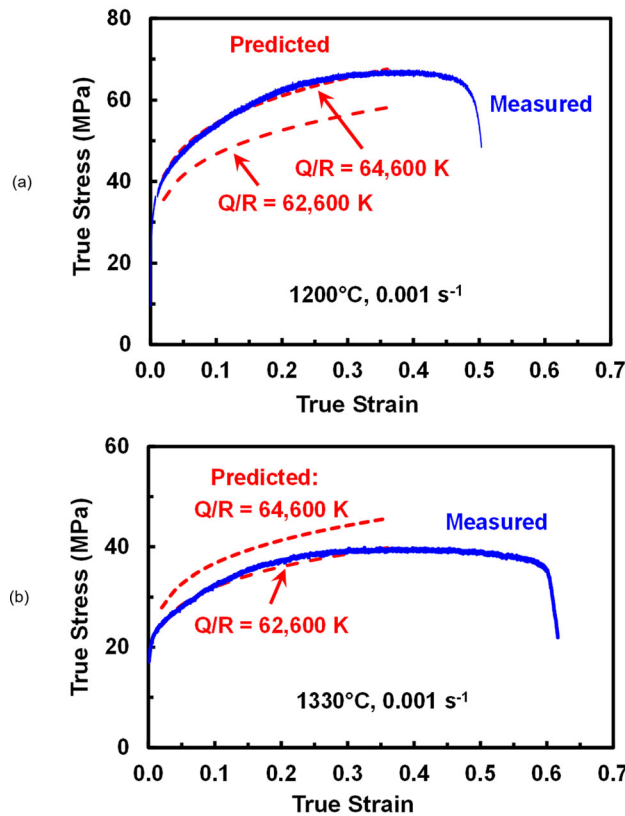 (a)
True Stress (MPa)
80
60
40
20
0
Predicted
Measured
Q/R = 64,600 K
Q/R = 62,600 K
1200°C, 0.001 s⁻¹
0.0 0.1 0.2 0.3 0.4 0.5 0.6 0.7
True Strain
(b)
True Stress (MPa)
60
40
20
0
Predicted:
Q/R = 64,600 K
Measured
Q/R = 62,600 K
1330°C, 0.001 s⁻¹
0.0 0.1 0.2 0.3 0.4 0.5 0.6 0.7
True Strain